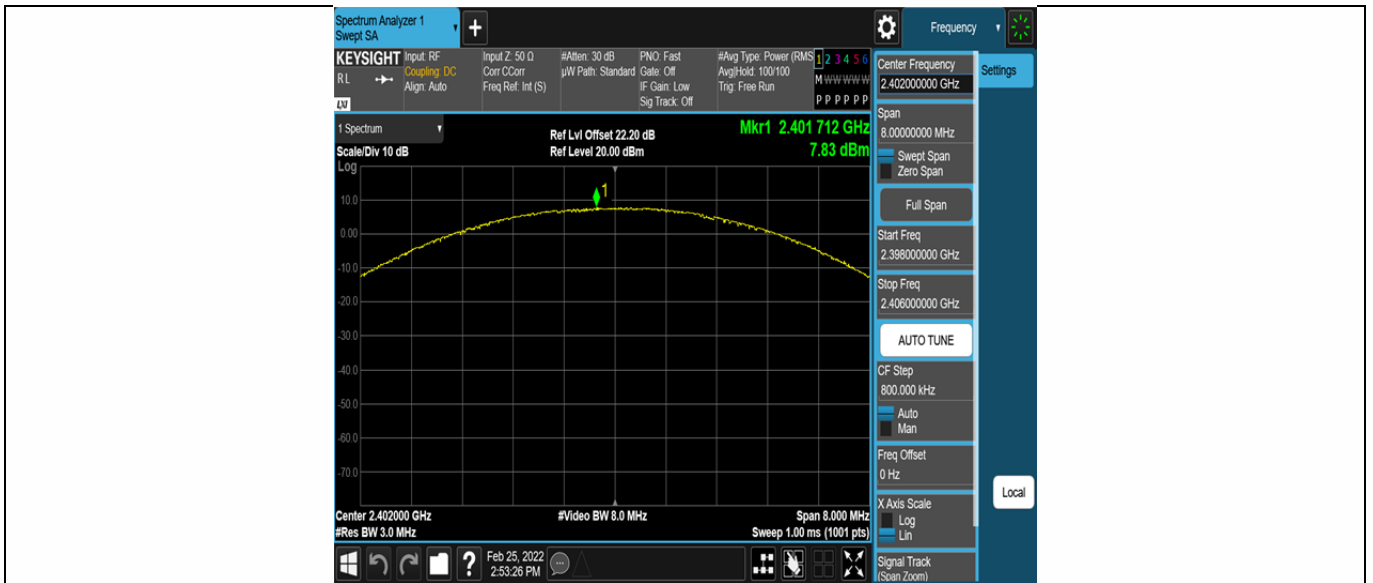 Spectrum Analyzer 1
Swept SA
+
Frequency
KEYSIGHT
RL
LXI
Input: RF
Coupling: DC
Align: Auto
Input Z: 50 Ω
Corr CCorr
Freq Ref: Int (S)
#Atten: 30 dB
µW Path: Standard
PNO: Fast
Gate: Off
IF Gain: Low
Sig Track: Off
#Avg Type: Power (RMS
Avg|Hold: 100/100
Trig: Free Run
1 2 3 4 5 6
M W W W W W
P P P P P P
Center Frequency
2.402000000 GHz
Settings
Span
8.00000000 MHz
Swept Span
Zero Span
Full Span
Start Freq
2.398000000 GHz
Stop Freq
2.406000000 GHz
AUTO TUNE
CF Step
800.000 kHz
Auto
Man
Freq Offset
0 Hz
X Axis Scale
Log
Lin
Signal Track
(Span Zoom)
Local
1 Spectrum
Scale/Div 10 dB
Log
Ref Lvl Offset 22.20 dB
Ref Level 20.00 dBm
Mkr1 2.401 712 GHz
7.83 dBm
1
10.0
0.00
-10.0
-20.0
-30.0
-40.0
-50.0
-60.0
-70.0
Center 2.402000 GHz
#Res BW 3.0 MHz
#Video BW 8.0 MHz
Span 8.000 MHz
Sweep 1.00 ms (1001 pts)
?
Feb 25, 2022
2:53:26 PM